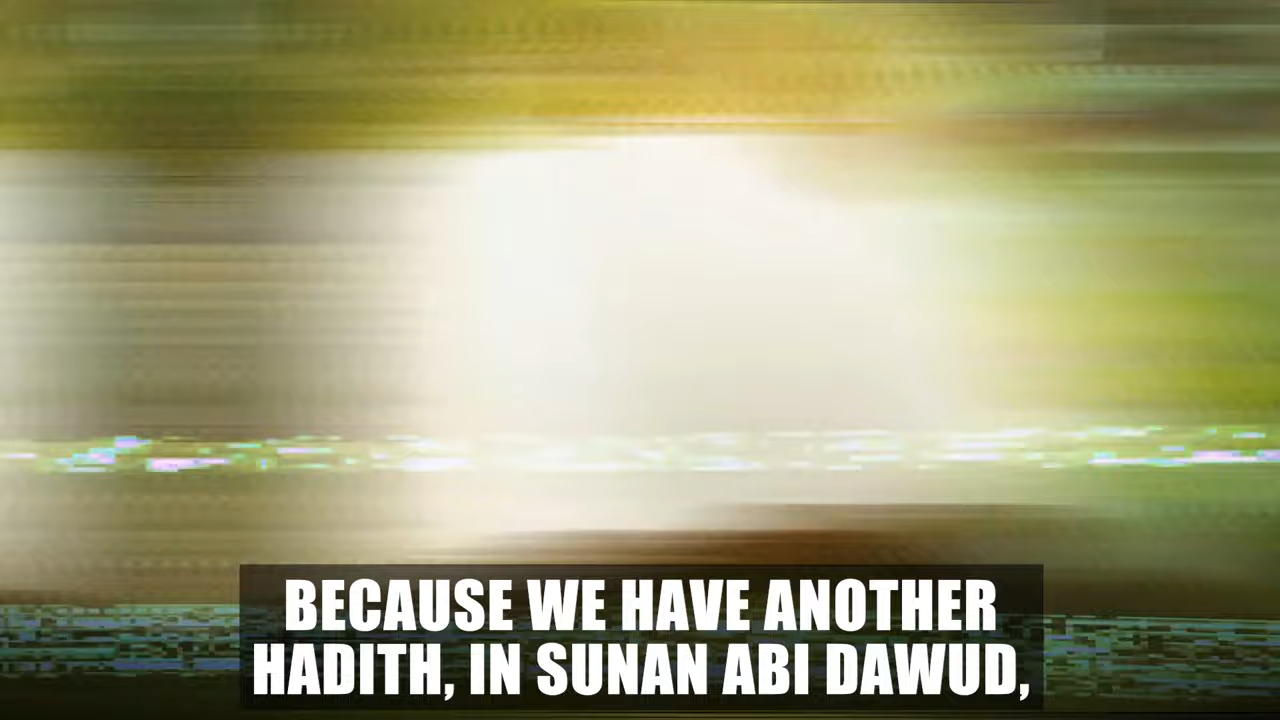 BECAUSE WE HAVE ANOTHER
HADITH, IN SUNAN ABI DAWUD,